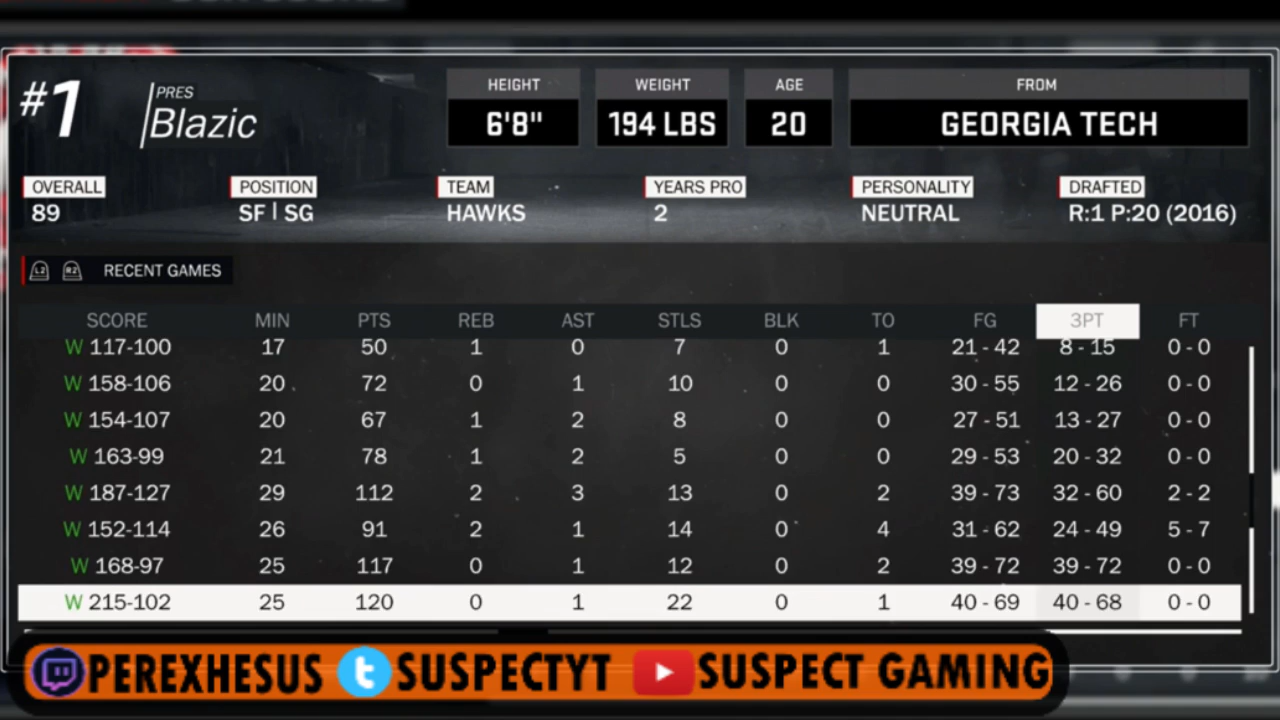 #1
PRES
Blazic
HEIGHT
6'8"
WEIGHT
194 LBS
AGE
20
FROM
GEORGIA TECH
OVERALL
89
POSITION
SF | SG
TEAM
HAWKS
YEARS PRO
2
PERSONALITY
NEUTRAL
DRAFTED
R:1 P:20 (2016)
L2 R2 RECENT GAMES
SCORE MIN PTS REB AST STLS BLK TO FG 3PT FT
W 117-100 17 50 1 0 7 0 1 21 - 42 8 - 15 0 - 0
W 158-106 20 72 0 1 10 0 0 30 - 55 12 - 26 0 - 0
W 154-107 20 67 1 2 8 0 0 27 - 51 13 - 27 0 - 0
W 163-99 21 78 1 2 5 0 0 29 - 53 20 - 32 0 - 0
W 187-127 29 112 2 3 13 0 2 39 - 73 32 - 60 2 - 2
W 152-114 26 91 2 1 14 0 4 31 - 62 24 - 49 5 - 7
W 168-97 25 117 0 1 12 0 2 39 - 72 39 - 72 0 - 0
W 215-102 25 120 0 1 22 0 1 40 - 69 40 - 68 0 - 0
PEREXHESUS SUSPECTYT SUSPECT GAMING